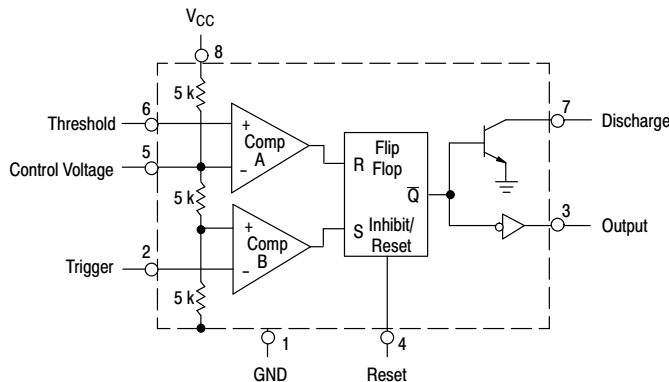 VCC
8
5 k
6
Threshold
+
Comp
A
–
5
Control Voltage
5 k
R
Flip
Flop
Q̅
S
Inhibit/
Reset
7
Discharge
3
Output
+
Comp
B
–
2
Trigger
5 k
1
GND
4
Reset